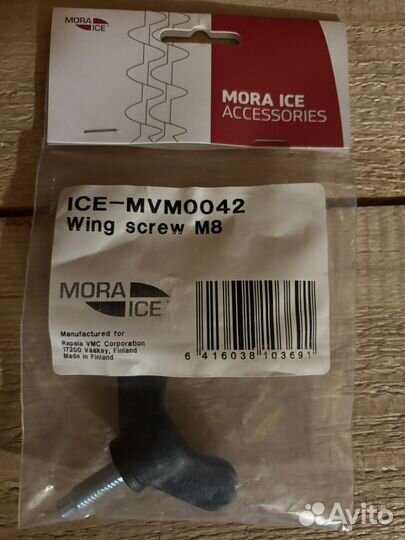 MORA
ICE
MORA ICE
ACCESSORIES
ICE-MVM0042
Wing screw M8
MORA
ICE
Manufactured for
Rapala VMC Corporation
17200 Vääksy, Finland
Made in Finland
6 416038 103691
Avito